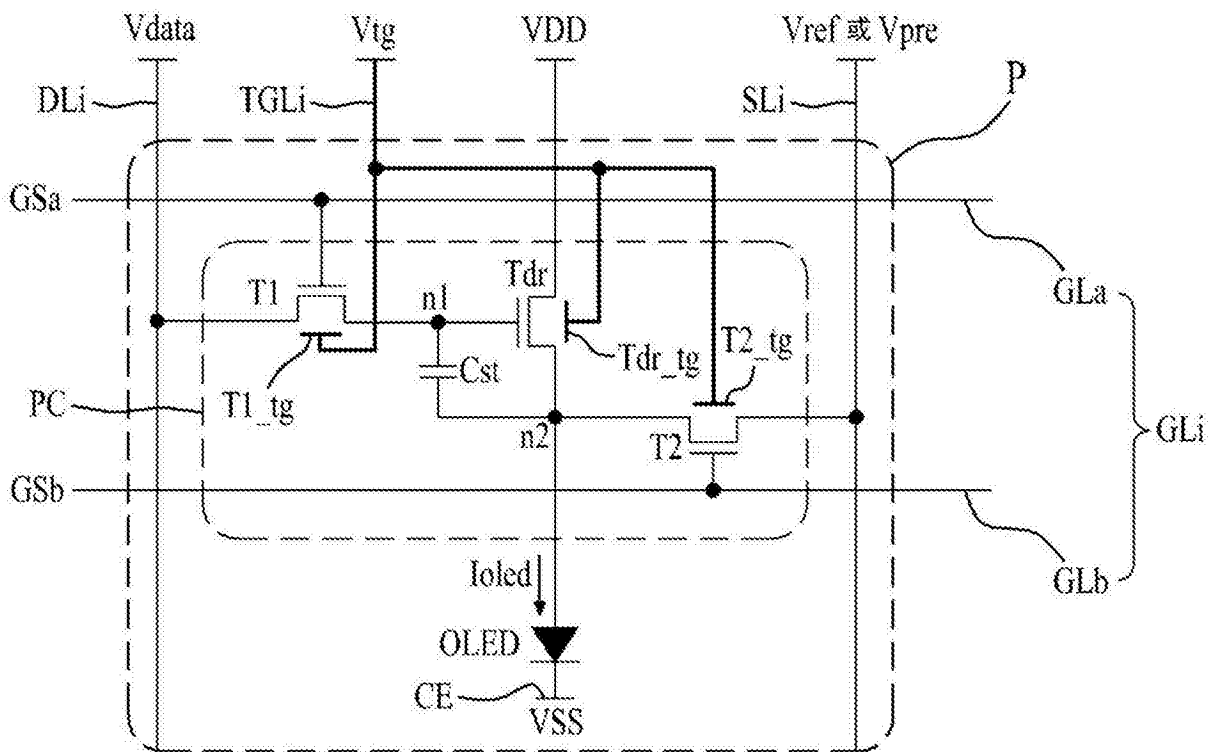 Vdata
Vtg
VDD
Vref 或 Vpre
DLi
TGLi
SLi
P
GSa
T1
n1
Tdr
GLa
T2_tg
Tdr_tg
Cst
PC
T1_tg
n2
T2
GLi
GSb
Ioled
GLb
OLED
CE
VSS